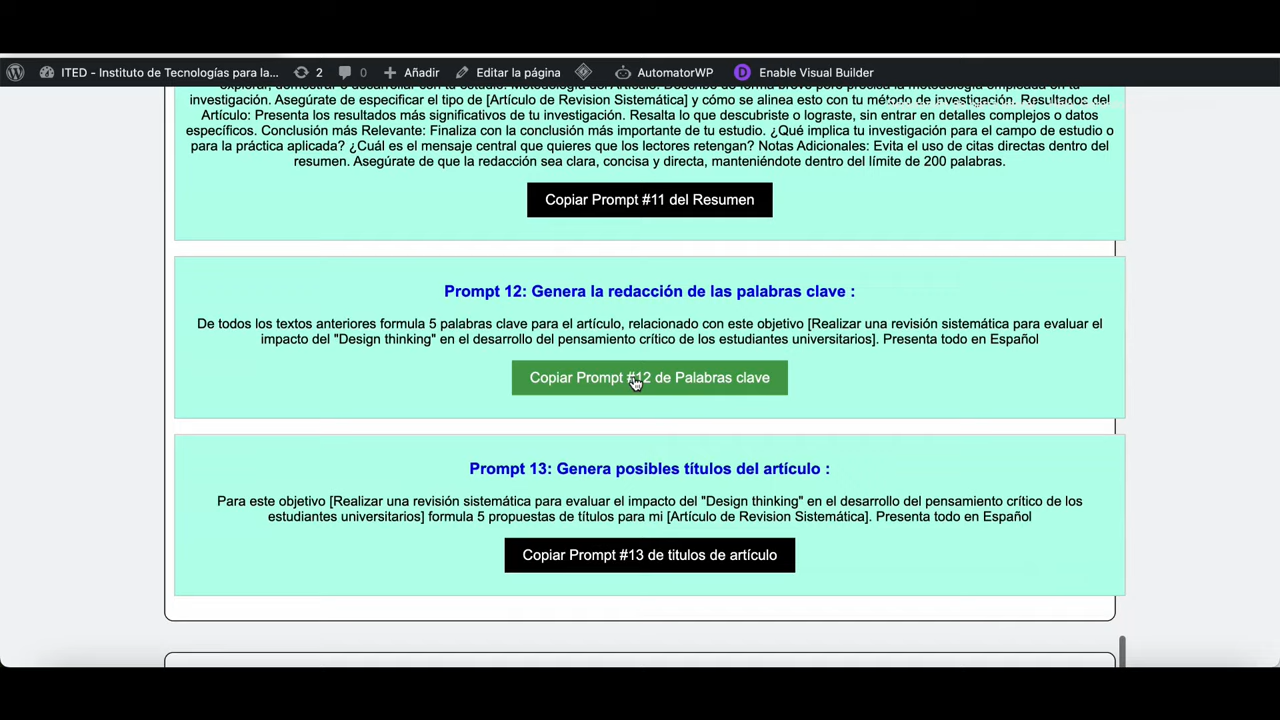 ITED - Instituto de Tecnologías para la... 2 0 Añadir Editar la página AutomatorWP D Enable Visual Builder
investigación. Asegúrate de especificar el tipo de [Artículo de Revision Sistemática] y cómo se alinea esto con tu método. Resultados del
Artículo: Presenta los resultados más significativos de tu investigación. Resalta lo que descubriste o lograste, sin entrar en detalles complejos o datos
específicos. Conclusión más Relevante: Finaliza con la conclusión más importante de tu estudio. ¿Qué implica tu investigación para el campo de estudio o
para la práctica aplicada? ¿Cuál es el mensaje central que quieres que los lectores retengan? Notas Adicionales: Evita el uso de citas directas dentro del
resumen. Asegúrate de que la redacción sea clara, concisa y directa, manteniéndote dentro del límite de 200 palabras.
Copiar Prompt #11 del Resumen
Prompt 12: Genera la redacción de las palabras clave :
De todos los textos anteriores formula 5 palabras clave para el artículo, relacionado con este objetivo [Realizar una revisión sistemática para evaluar el
impacto del "Design thinking" en el desarrollo del pensamiento crítico de los estudiantes universitarios]. Presenta todo en Español
Copiar Prompt #12 de Palabras clave
Prompt 13: Genera posibles títulos del artículo :
Para este objetivo [Realizar una revisión sistemática para evaluar el impacto del "Design thinking" en el desarrollo del pensamiento crítico de los
estudiantes universitarios] formula 5 propuestas de títulos para mi [Artículo de Revision Sistemática]. Presenta todo en Español
Copiar Prompt #13 de titulos de artículo